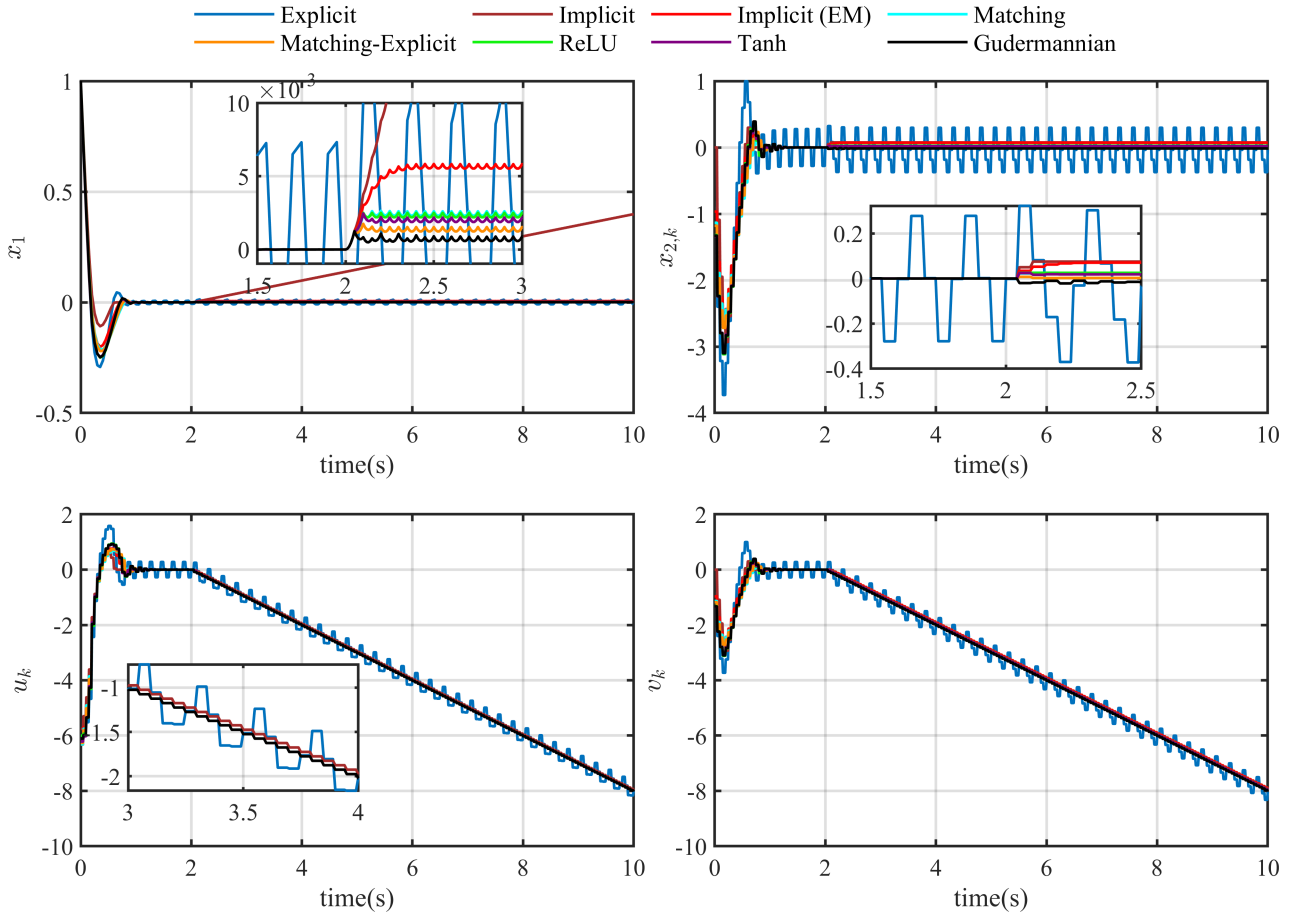 Explicit Implicit Implicit (EM) Matching
Matching-Explicit ReLU Tanh Gudermannian
1
0.5
0
-0.5
0 2 4 6 8 10
x₁
time(s)
×10⁻³
10
5
0
1.5 2 2.5 3
1
0
-1
-2
-3
-4
0 2 4 6 8 10
x₂,ₖ
time(s)
0.2
0
-0.2
-0.4
1.5 2 2.5
2
0
-2
-4
-6
-8
-10
0 2 4 6 8 10
uₖ
time(s)
-1
-1.5
-2
3 3.5 4
2
0
-2
-4
-6
-8
-10
0 2 4 6 8 10
vₖ
time(s)